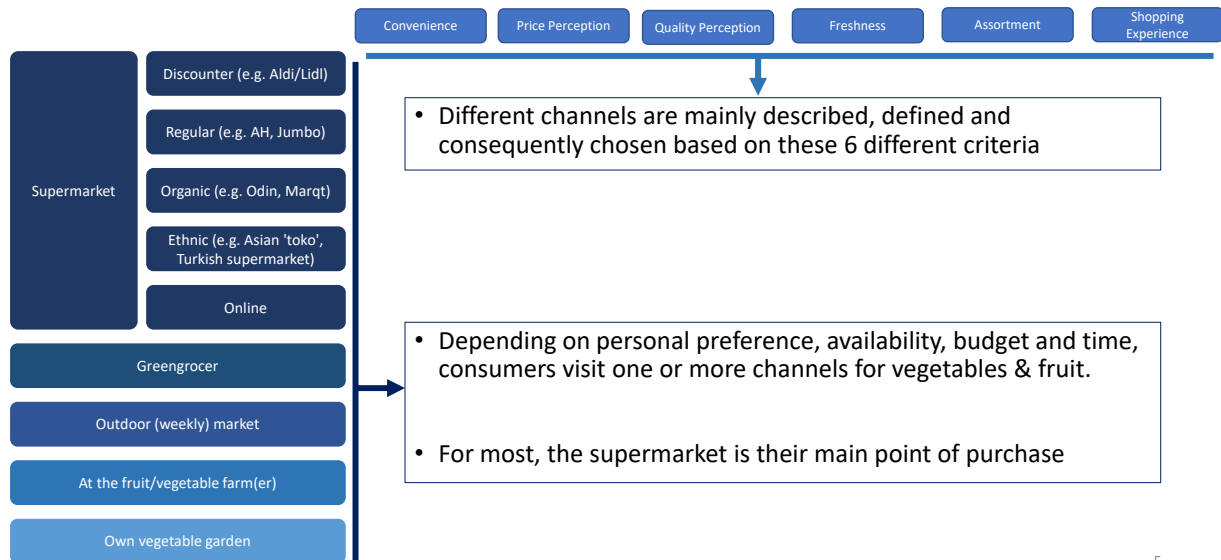 Convenience
Price Perception
Quality Perception
Freshness
Assortment
Shopping
Experience
Supermarket
Discounter (e.g. Aldi/Lidl)
Regular (e.g. AH, Jumbo)
Organic (e.g. Odin, Marqt)
Ethnic (e.g. Asian 'toko',
Turkish supermarket)
Online
Greengrocer
Outdoor (weekly) market
At the fruit/vegetable farm(er)
Own vegetable garden
• Different channels are mainly described, defined and
consequently chosen based on these 6 different criteria
• Depending on personal preference, availability, budget and time,
consumers visit one or more channels for vegetables & fruit.
• For most, the supermarket is their main point of purchase